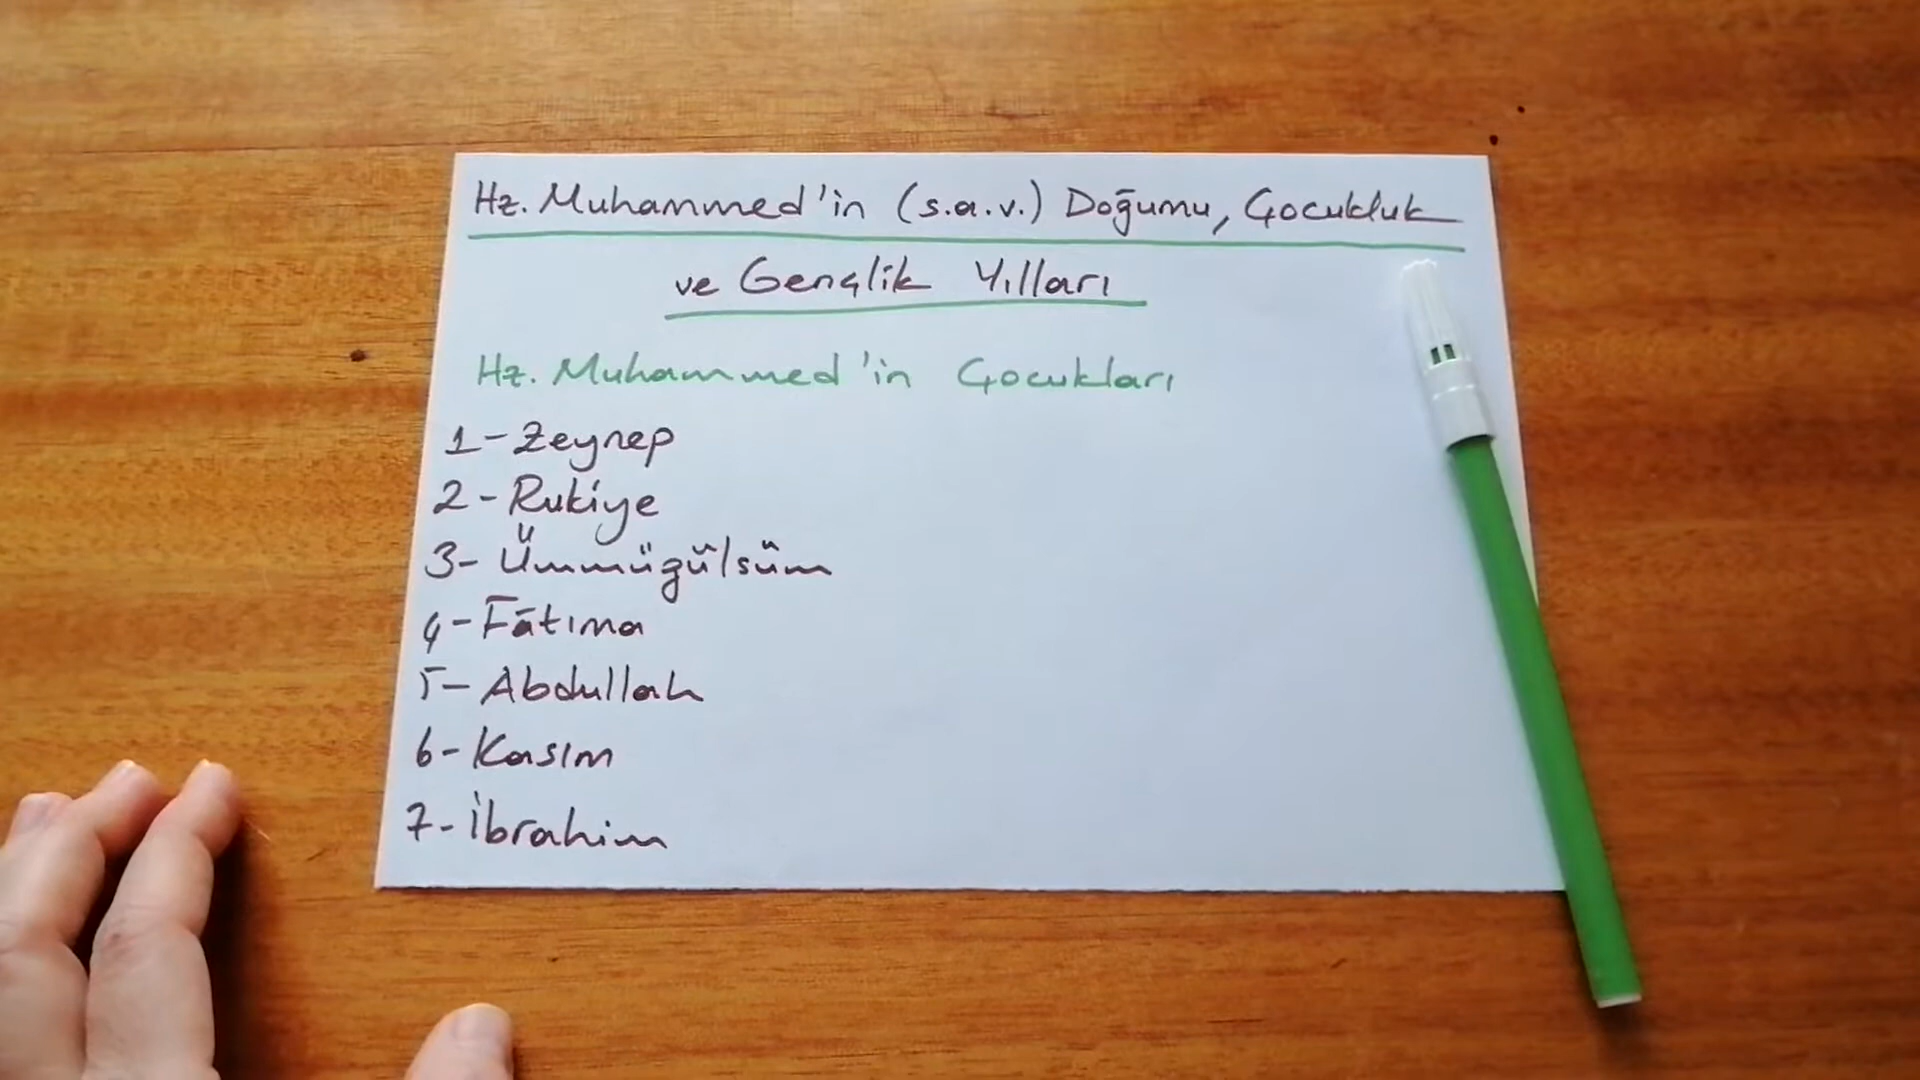 Hz. Muhammed'in (s.a.v.) Doğumu, Çocukluk
ve Gençlik Yılları
Hz. Muhammed'in Çocukları
1- Zeynep
2- Rukiye
3- Ümmügülsüm
4- Fātıma
5- Abdullah
6- Kasım
7- İbrahim